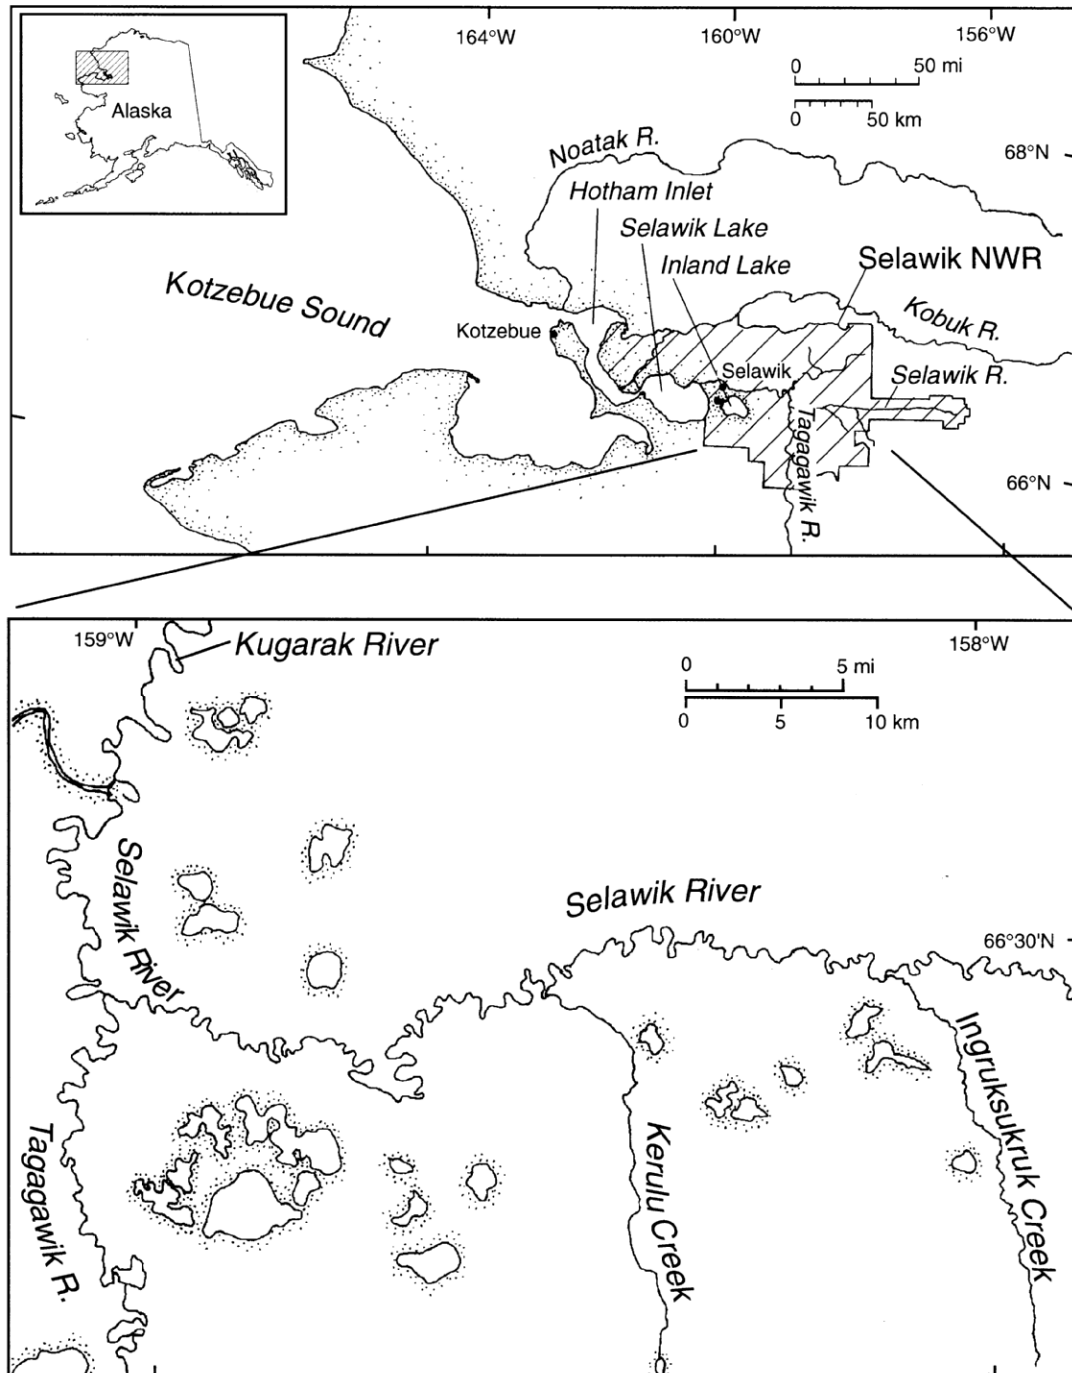 164°W
160°W
156°W
0 50 mi
0 50 km
Alaska
Noatak R.
68°N
Hotham Inlet
Selawik Lake
Inland Lake
Selawik NWR
Kotzebue Sound
Kobuk R.
Kotzebue
Selawik
Selawik R.
Tagagawik R.
66°N
159°W
Kugarak River
158°W
0 5 mi
0 5 10 km
Selawik River
Selawik River
66°30'N
Ingruksukruk Creek
Kerulu Creek
Tagagawik R.